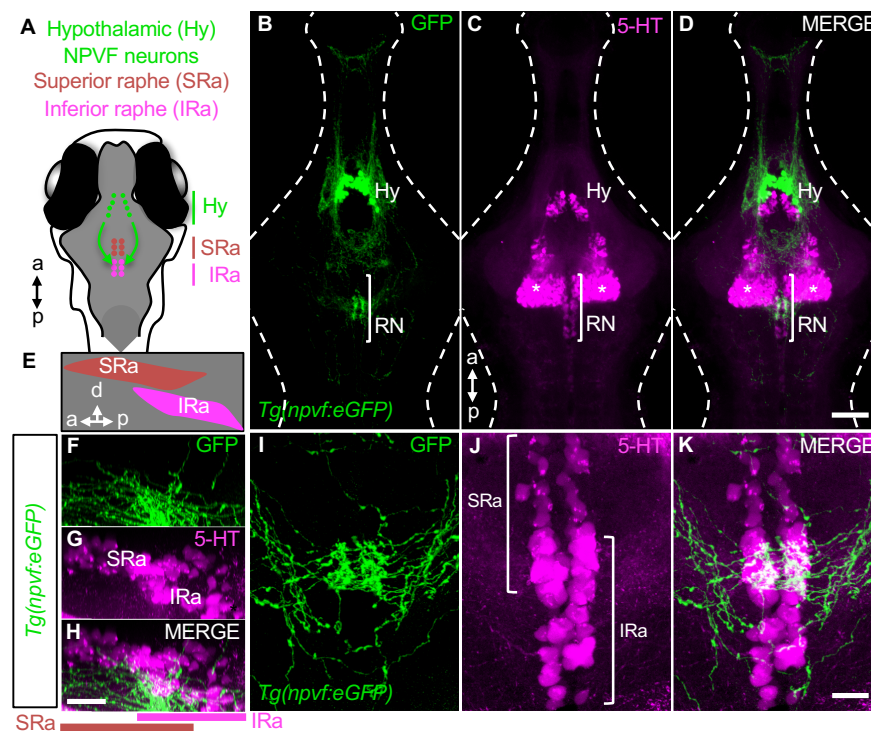 A
Hypothalamic (Hy)
NPVF neurons
Superior raphe (SRa)
Inferior raphe (IRa)
Hy
SRa
IRa
a
p
B
GFP
Hy
RN
Tg(npvf:eGFP)
C
5-HT
Hy
* *
RN
a
p
D
MERGE
Hy
* *
RN
E
SRa
IRa
d
a p
Tg(npvf:eGFP)
F
GFP
G
5-HT
SRa
IRa
H
MERGE
SRa
IRa
I
GFP
Tg(npvf:eGFP)
J
5-HT
SRa
IRa
K
MERGE